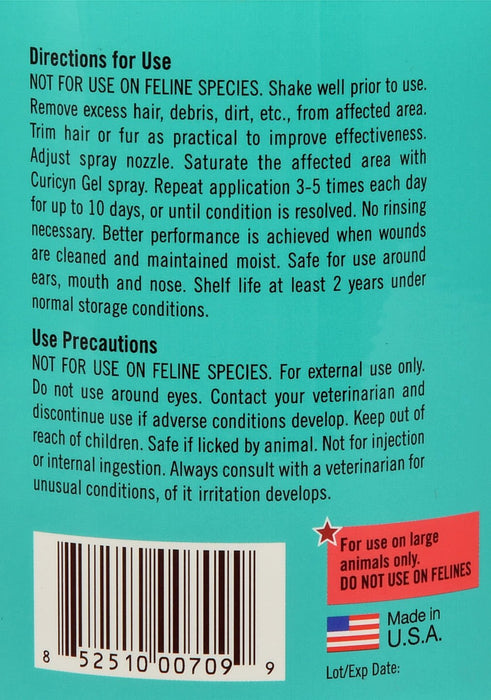 Directions for Use
NOT FOR USE ON FELINE SPECIES. Shake well prior to use.
Remove excess hair, debris, dirt, etc., from affected area.
Trim hair or fur as practical to improve effectiveness.
Adjust spray nozzle. Saturate the affected area with
Curicyn Gel spray. Repeat application 3-5 times each day
for up to 10 days, or until condition is resolved. No rinsing
necessary. Better performance is achieved when wounds
are cleaned and maintained moist. Safe for use around
ears, mouth and nose. Shelf life at least 2 years under
normal storage conditions.
Use Precautions
NOT FOR USE ON FELINE SPECIES. For external use only.
Do not use around eyes. Contact your veterinarian and
discontinue use if adverse conditions develop. Keep out of
reach of children. Safe if licked by animal. Not for injection
or internal ingestion. Always consult with a veterinarian for
unusual conditions, of it irritation develops.
For use on large
animals only.
DO NOT USE ON FELINES
Made in
U.S.A.
Lot/Exp Date:
8 52510 00709 9